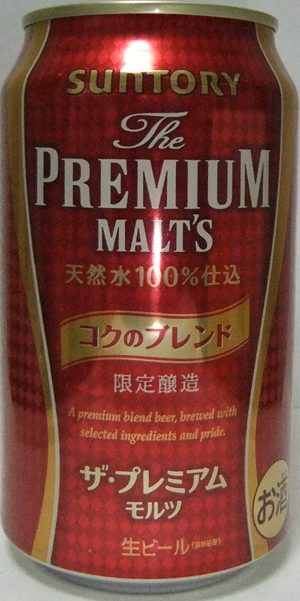 SUNTORY
The
PREMIUM
MALT'S
天然水100%仕込
コクのブレンド
限定醸造
A premium blend beer, brewed with
selected ingredients and pride.
ザ・プレミアム
モルツ
お酒
生ビール